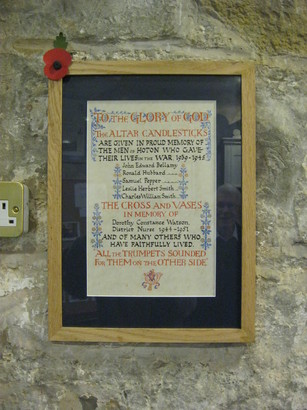 TO THE GLORY OF GOD
THE ALTAR CANDLESTICKS
ARE GIVEN IN PROUD MEMORY OF
THE MEN OF HOTON WHO GAVE
THEIR LIVES IN THE WAR 1939-1945
John Edward Bellamy
Ronald Hubbard
Samuel Pepper
Leslie Herbert Smith
Charles William Smith
THE CROSS AND VASES
IN MEMORY OF
Dorothy Constance Watson,
District Nurse 1944-1951
AND OF MANY OTHERS WHO
HAVE FAITHFULLY LIVED.
ALL THE TRUMPETS SOUNDED
FOR THEM ON THE OTHER SIDE